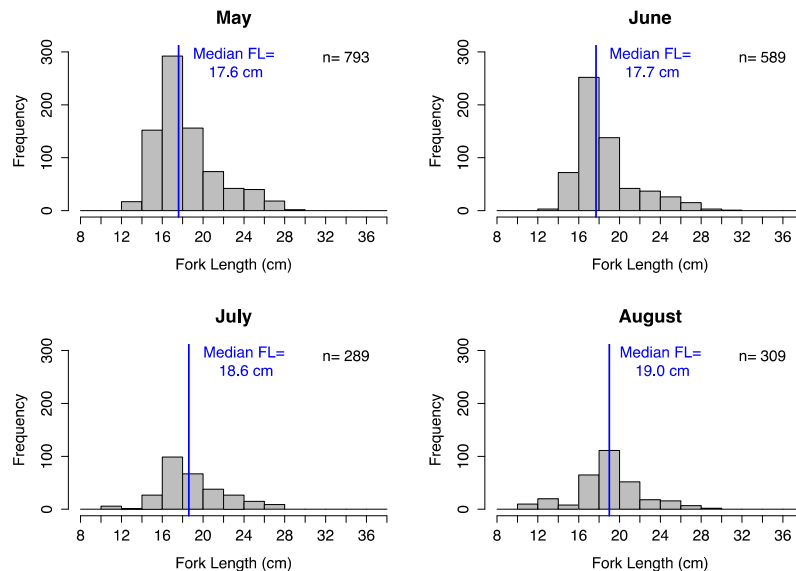 May
Median FL=
17.6 cm
n= 793
Frequency
0 100 200 300
8 12 16 20 24 28 32 36
Fork Length (cm)
June
Median FL=
17.7 cm
n= 589
Frequency
0 100 200 300
8 12 16 20 24 28 32 36
Fork Length (cm)
July
Median FL=
18.6 cm
n= 289
Frequency
0 100 200 300
8 12 16 20 24 28 32 36
Fork Length (cm)
August
Median FL=
19.0 cm
n= 309
Frequency
0 100 200 300
8 12 16 20 24 28 32 36
Fork Length (cm)